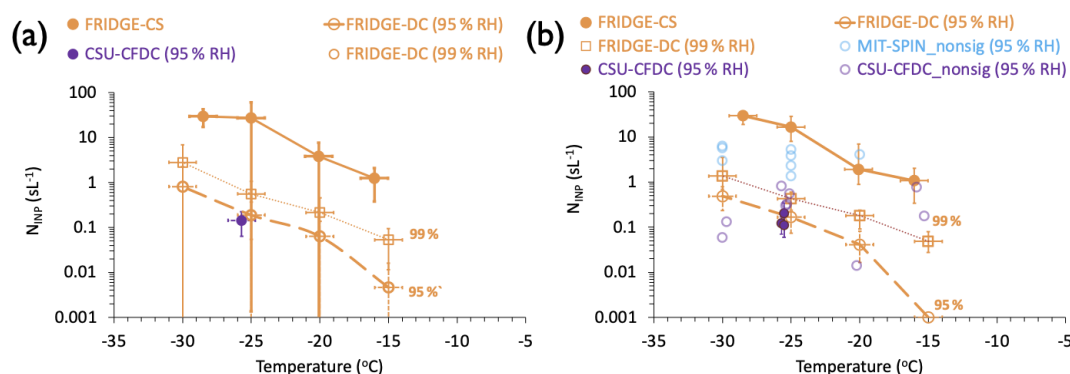 (a)
FRIDGE-CS
FRIDGE-DC (95 % RH)
CSU-CFDC (95 % RH)
FRIDGE-DC (99 % RH)
100
10
1
0.1
0.01
0.001
N_INP (sL⁻¹)
99 %
95 %`
-35 -30 -25 -20 -15 -10 -5
Temperature (°C)
(b)
FRIDGE-CS
FRIDGE-DC (95 % RH)
FRIDGE-DC (99 % RH)
MIT-SPIN_nonsig (95 % RH)
CSU-CFDC (95 % RH)
CSU-CFDC_nonsig (95 % RH)
100
10
1
0.1
0.01
0.001
N_INP (sL⁻¹)
99 %
95 %
-35 -30 -25 -20 -15 -10 -5
Temperature (°C)